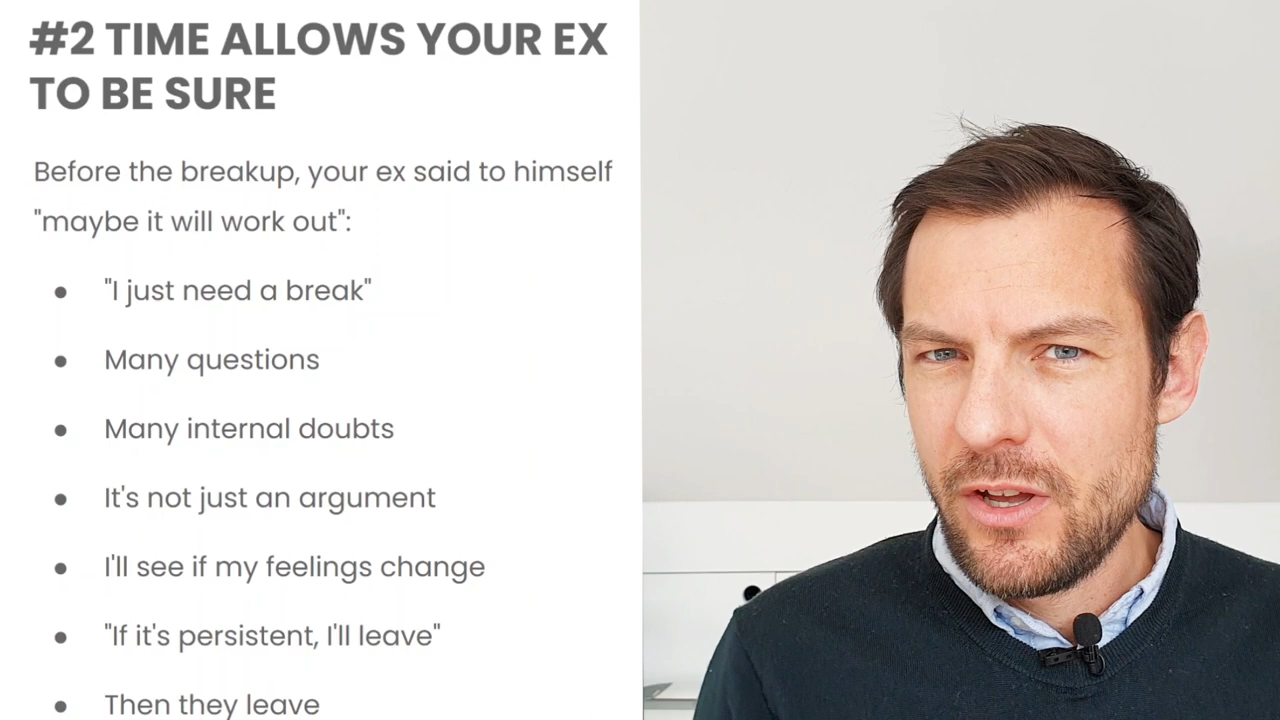 #2 TIME ALLOWS YOUR EX
TO BE SURE
Before the breakup, your ex said to himself
"maybe it will work out":
● "I just need a break"
● Many questions
● Many internal doubts
● It's not just an argument
● I'll see if my feelings change
● "If it's persistent, I'll leave"
● Then they leave